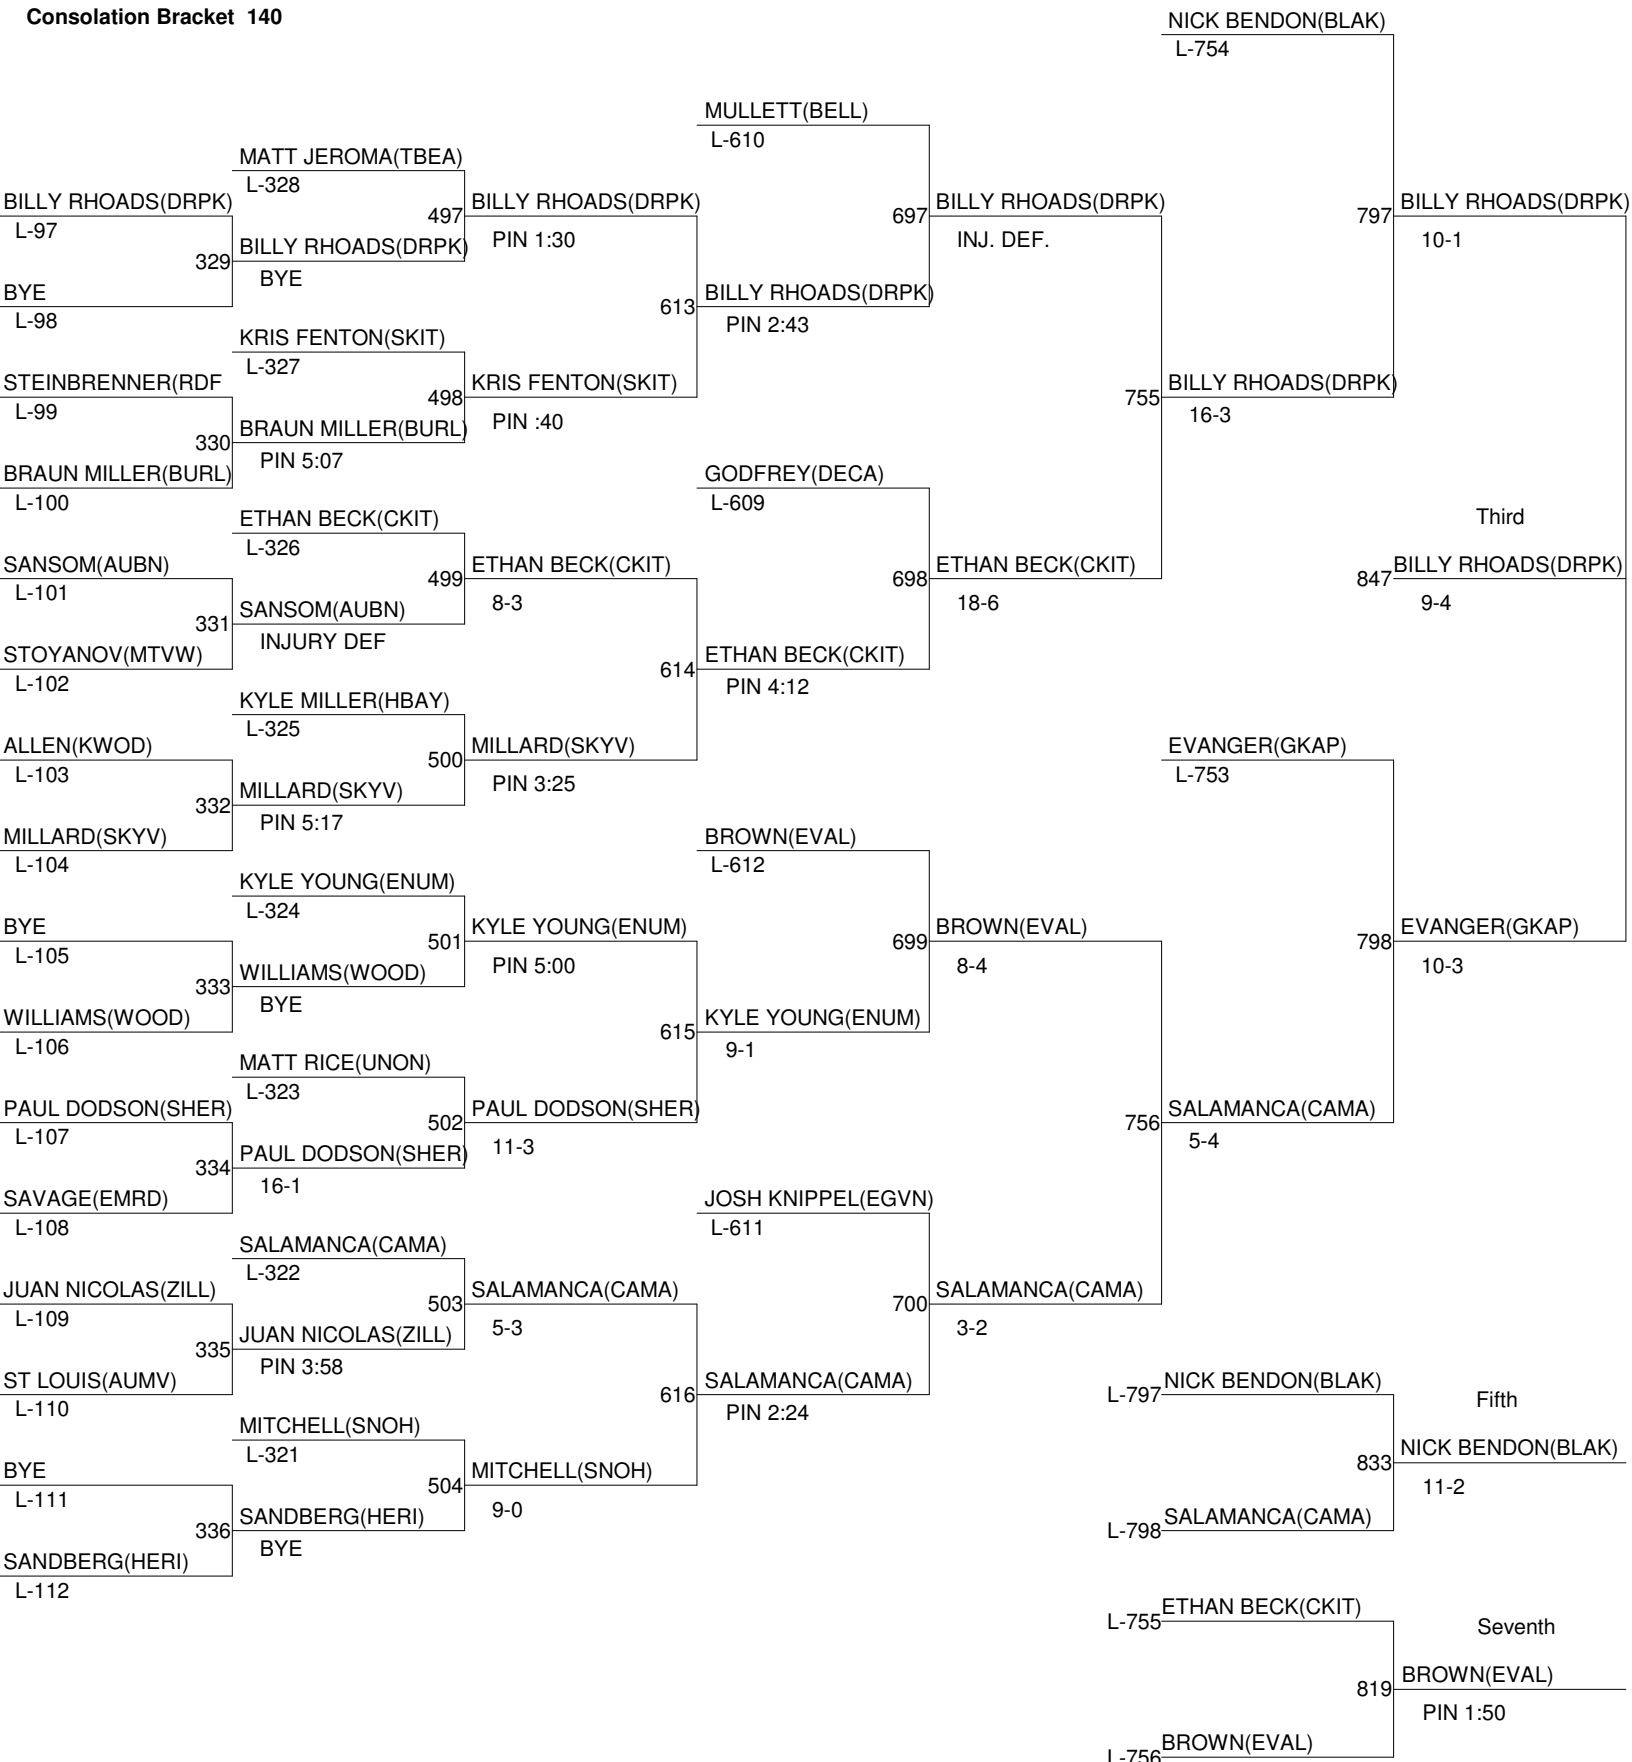 Consolation Bracket 140
NICK BENDON(BLAK)
L-754
MULLETT(BELL)
L-610
MATT JEROMA(TBEA)
L-328
BILLY RHOADS(DRPK)
L-97
497
BILLY RHOADS(DRPK)
PIN 1:30
697
BILLY RHOADS(DRPK)
INJ. DEF.
797
BILLY RHOADS(DRPK)
10-1
329
BILLY RHOADS(DRPK)
BYE
BYE
L-98
613
BILLY RHOADS(DRPK)
PIN 2:43
KRIS FENTON(SKIT)
L-327
STEINBRENNER(RDF
L-99
498
KRIS FENTON(SKIT)
PIN :40
755
BILLY RHOADS(DRPK)
16-3
330
BRAUN MILLER(BURL)
PIN 5:07
BRAUN MILLER(BURL)
L-100
GODFREY(DECA)
L-609
ETHAN BECK(CKIT)
L-326
Third
SANSOM(AUBN)
L-101
499
ETHAN BECK(CKIT)
8-3
698
ETHAN BECK(CKIT)
18-6
847
BILLY RHOADS(DRPK)
9-4
331
SANSOM(AUBN)
INJURY DEF
STOYANOV(MTVW)
L-102
614
ETHAN BECK(CKIT)
PIN 4:12
KYLE MILLER(HBAY)
L-325
ALLEN(KWOD)
L-103
500
MILLARD(SKYV)
PIN 3:25
EVANGER(GKAP)
L-753
332
MILLARD(SKYV)
PIN 5:17
MILLARD(SKYV)
L-104
BROWN(EVAL)
L-612
KYLE YOUNG(ENUM)
L-324
BYE
L-105
501
KYLE YOUNG(ENUM)
PIN 5:00
699
BROWN(EVAL)
8-4
798
EVANGER(GKAP)
10-3
333
WILLIAMS(WOOD)
BYE
WILLIAMS(WOOD)
L-106
615
KYLE YOUNG(ENUM)
9-1
MATT RICE(UNON)
L-323
PAUL DODSON(SHER)
L-107
502
PAUL DODSON(SHER)
11-3
756
SALAMANCA(CAMA)
5-4
334
PAUL DODSON(SHER)
16-1
SAVAGE(EMRD)
L-108
JOSH KNIPPEL(EGVN)
L-611
SALAMANCA(CAMA)
L-322
JUAN NICOLAS(ZILL)
L-109
503
SALAMANCA(CAMA)
5-3
700
SALAMANCA(CAMA)
3-2
335
JUAN NICOLAS(ZILL)
PIN 3:58
ST LOUIS(AUMV)
L-110
616
SALAMANCA(CAMA)
PIN 2:24
L-797
NICK BENDON(BLAK)
Fifth
MITCHELL(SNOH)
L-321
833
NICK BENDON(BLAK)
11-2
BYE
L-111
504
MITCHELL(SNOH)
9-0
336
SANDBERG(HERI)
BYE
L-798
SALAMANCA(CAMA)
SANDBERG(HERI)
L-112
L-755
ETHAN BECK(CKIT)
Seventh
819
BROWN(EVAL)
PIN 1:50
L-756
BROWN(EVAL)